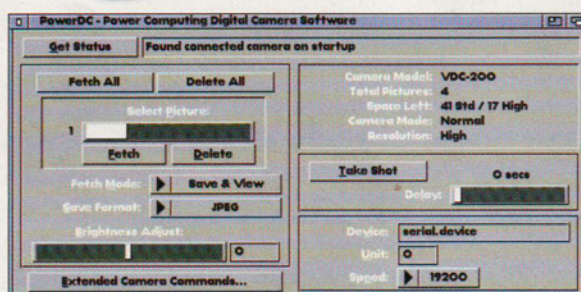 PowerDC - Power Computing Digital Camera Software
Get Status
Found connected camera on startup
Fetch All
Delete All
Select Picture:
1
Fetch
Delete
Fetch Mode:
Save & View
Save Format:
JPEG
Brightness Adjust:
0
Extended Camera Commands...
Camera Model: VDC-200
Total Pictures: 4
Space Left: 41 Std / 17 High
Camera Mode: Normal
Resolution: High
Take Shot
0 secs
Delay:
Device: serial.device
Unit: 0
Speed: 19200